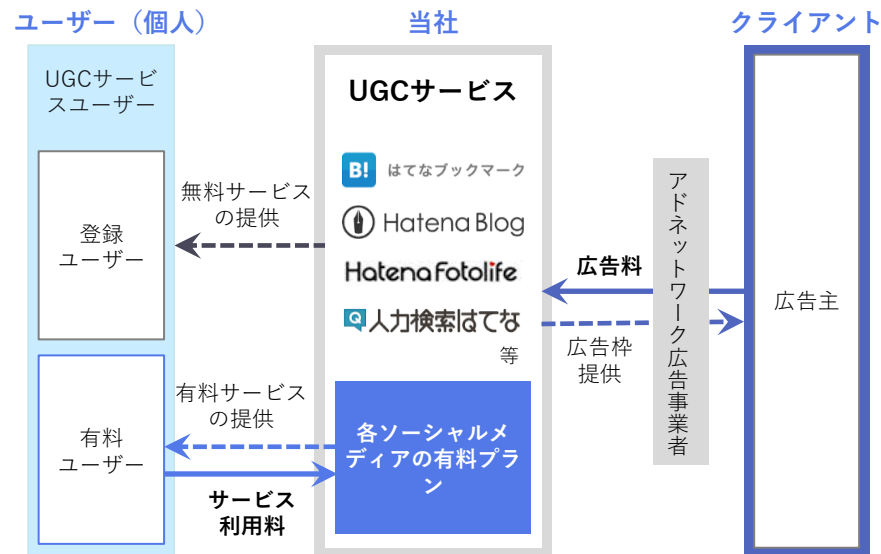 ユーザー（個人）
当社
クライアント
UGCサービ
スユーザー
登録
ユーザー
有料
ユーザー
無料サービス
の提供
有料サービス
の提供
サービス
利用料
UGCサービス
B!
はてなブックマーク
Hatena Blog
Hatena Fotolife
Q
人力検索はてな
等
各ソーシャルメ
ディアの有料プラ
ン
広告料
広告枠
提供
アドネットワーク広告事業者
広告主